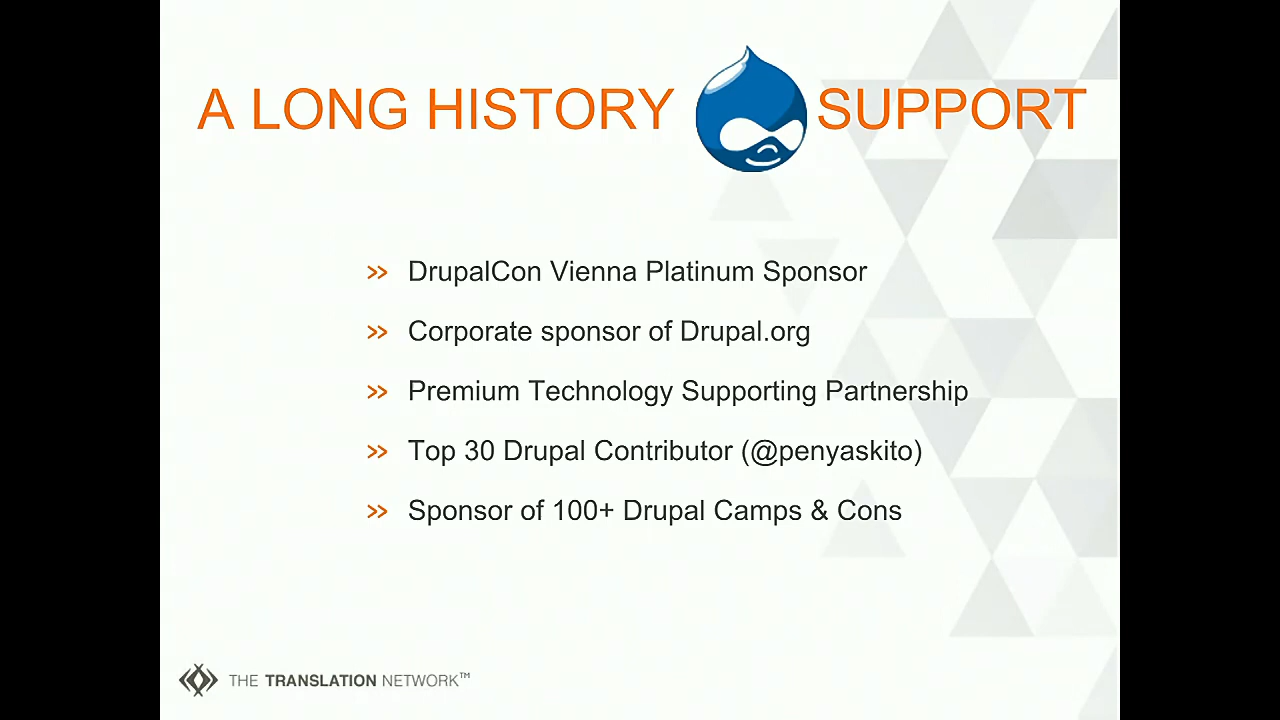 A LONG HISTORY SUPPORT
>> DrupalCon Vienna Platinum Sponsor
>> Corporate sponsor of Drupal.org
>> Premium Technology Supporting Partnership
>> Top 30 Drupal Contributor (@penyaskito)
>> Sponsor of 100+ Drupal Camps & Cons
THE TRANSLATION NETWORK™